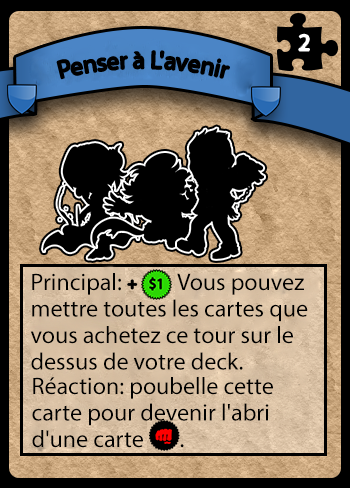 2
Penser à L'avenir
Principal: + $1 Vous pouvez
mettre toutes les cartes que
vous achetez ce tour sur le
dessus de votre deck.
Réaction: poubelle cette
carte pour devenir l'abri
d'une carte .